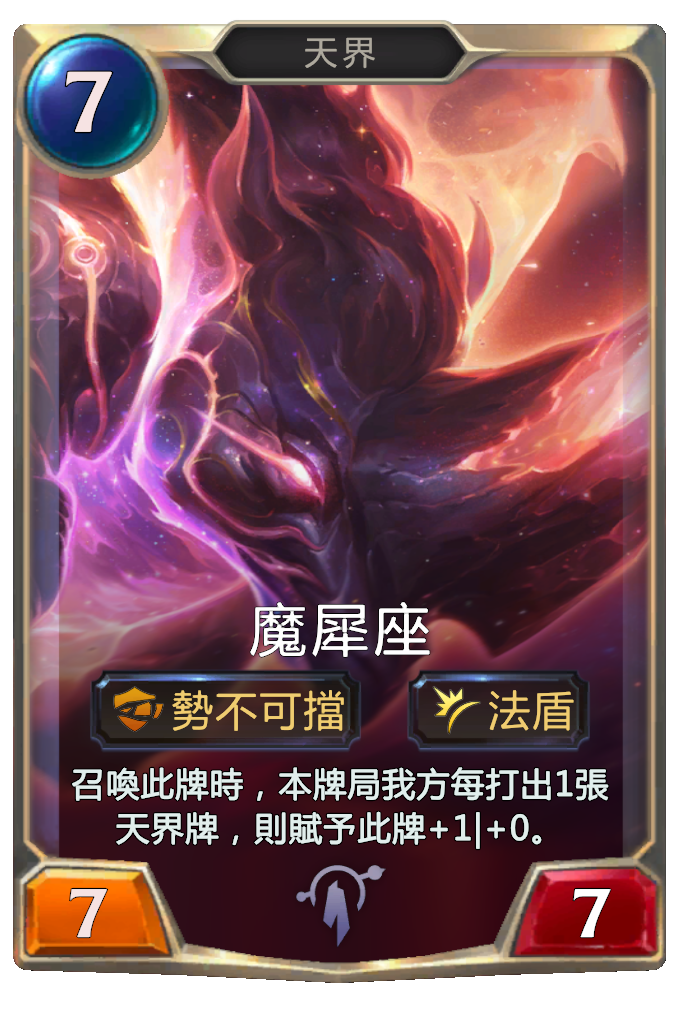 天界
7
魔犀座
勢不可擋 法盾
召喚此牌時,本牌局我方每打出1張
天界牌,則賦予此牌+1|+0。
7 7